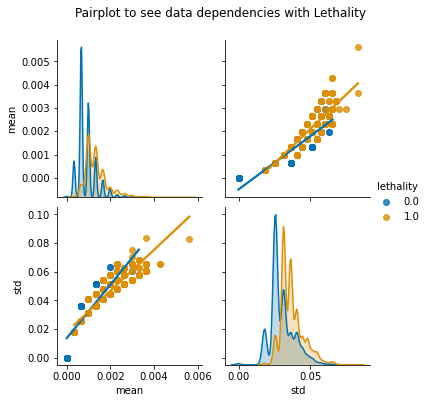 Pairplot to see data dependencies with Lethality
0.005
0.004
0.003
0.002
0.001
0.000
mean
lethality
0.0
1.0
0.10
0.08
0.06
0.04
0.02
0.00
std
0.000 0.002 0.004 0.006
mean
0.00 0.05
std